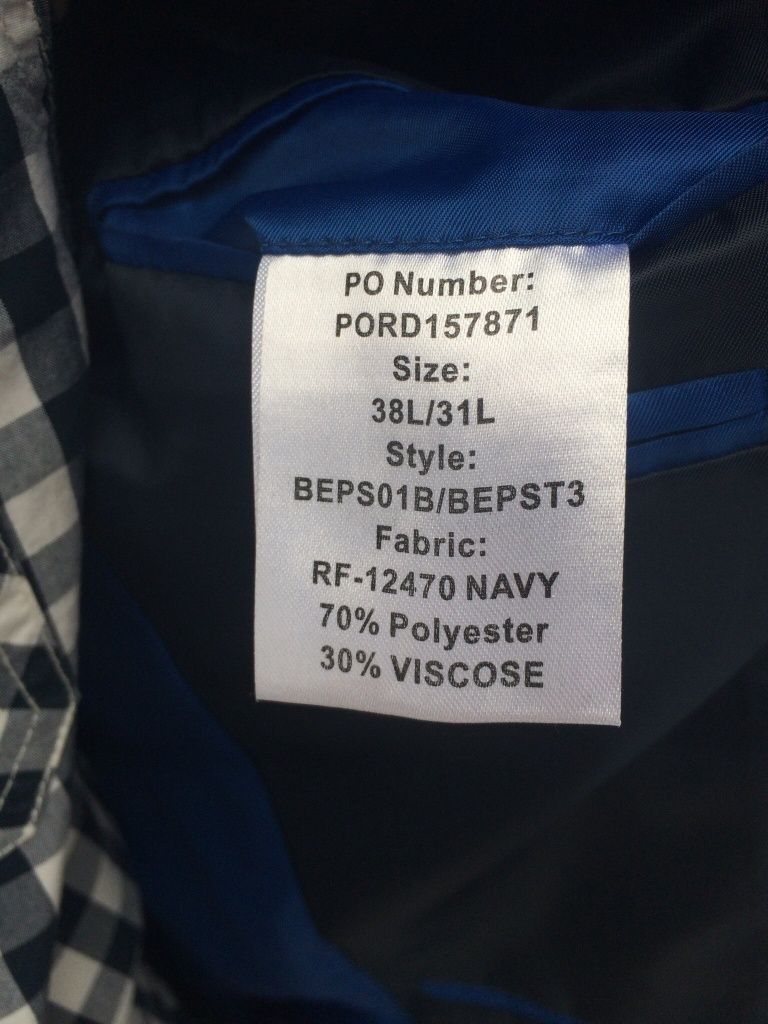 PO Number:
PORD157871
Size:
38L/31L
Style:
BEPS01B/BEPST3
Fabric:
RF-12470 NAVY
70% Polyester
30% VISCOSE